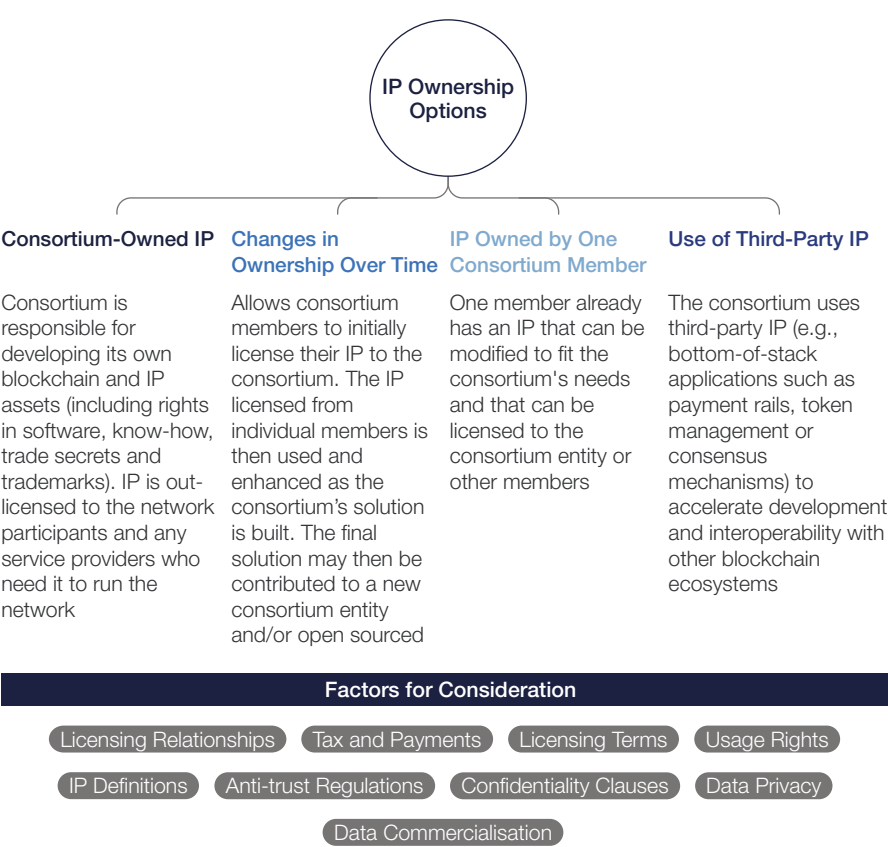 IP Ownership
Options
Consortium-Owned IP
Consortium is
responsible for
developing its own
blockchain and IP
assets (including rights
in software, know-how,
trade secrets and
trademarks). IP is out-
licensed to the network
participants and any
service providers who
need it to run the
network
Changes in
Ownership Over Time
Allows consortium
members to initially
license their IP to the
consortium. The IP
licensed from
individual members is
then used and
enhanced as the
consortium’s solution
is built. The final
solution may then be
contributed to a new
consortium entity
and/or open sourced
IP Owned by One
Consortium Member
One member already
has an IP that can be
modified to fit the
consortium's needs
and that can be
licensed to the
consortium entity or
other members
Use of Third-Party IP
The consortium uses
third-party IP (e.g.,
bottom-of-stack
applications such as
payment rails, token
management or
consensus
mechanisms) to
accelerate development
and interoperability with
other blockchain
ecosystems
Factors for Consideration
Licensing Relationships
Tax and Payments
Licensing Terms
Usage Rights
IP Definitions
Anti-trust Regulations
Confidentiality Clauses
Data Privacy
Data Commercialisation